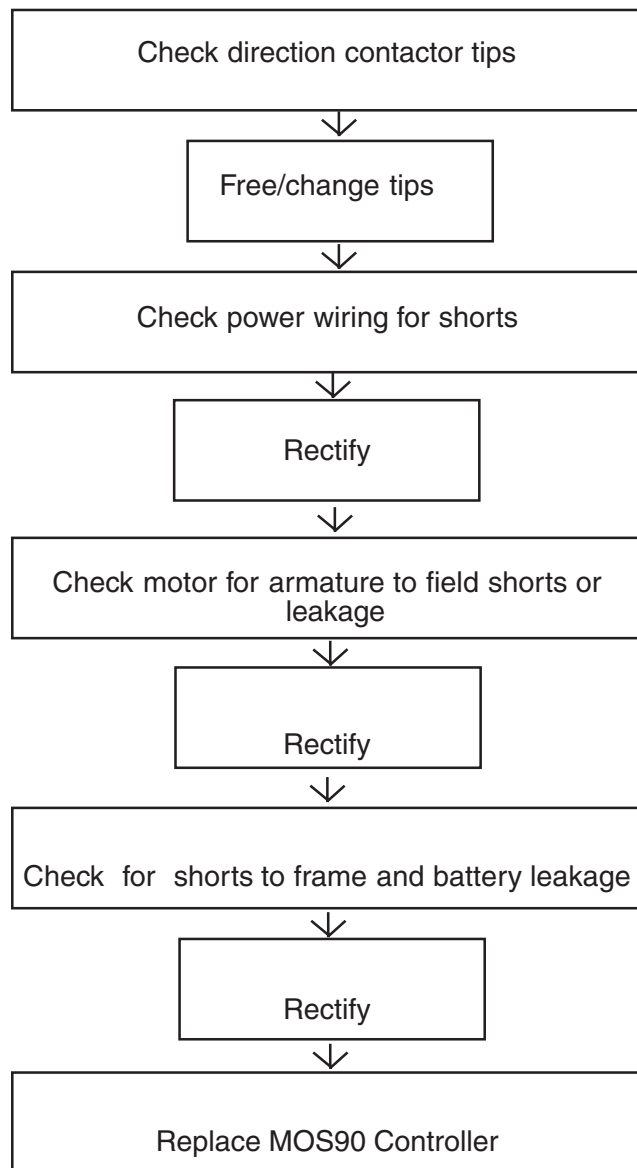 Check direction contactor tips
Free/change tips
Check power wiring for shorts
Rectify
Check motor for armature to field shorts or
leakage
Rectify
Check for shorts to frame and battery leakage
Rectify
Replace MOS90 Controller